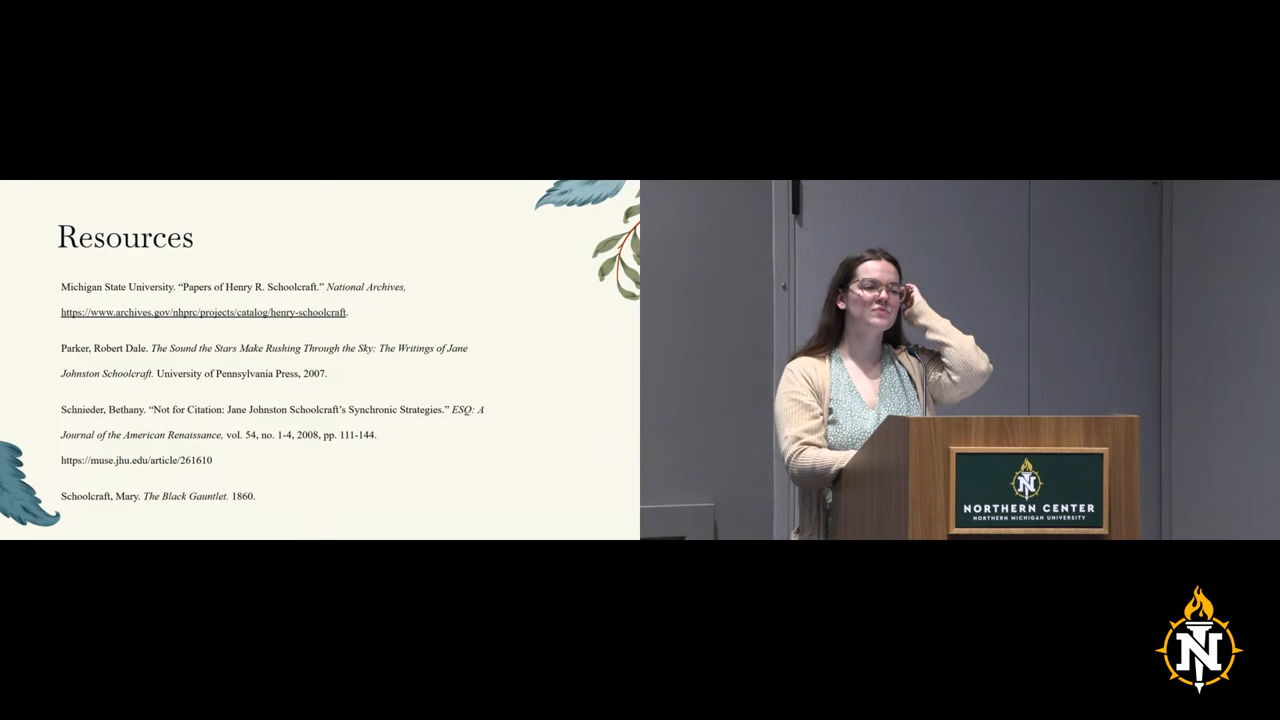 Resources
Michigan State University. “Papers of Henry R. Schoolcraft.” National Archives,
https://www.archives.gov/nhprc/projects/catalog/henry-schoolcraft.
Parker, Robert Dale. The Sound the Stars Make Rushing Through the Sky: The Writings of Jane
Johnston Schoolcraft. University of Pennsylvania Press, 2007.
Schnieder, Bethany. “Not for Citation: Jane Johnston Schoolcraft’s Synchronic Strategies.” ESQ: A
Journal of the American Renaissance, vol. 54, no. 1-4, 2008, pp. 111-144.
https://muse.jhu.edu/article/261610
Schoolcraft, Mary. The Black Gauntlet. 1860.
N
NORTHERN CENTER
NORTHERN MICHIGAN UNIVERSITY
N